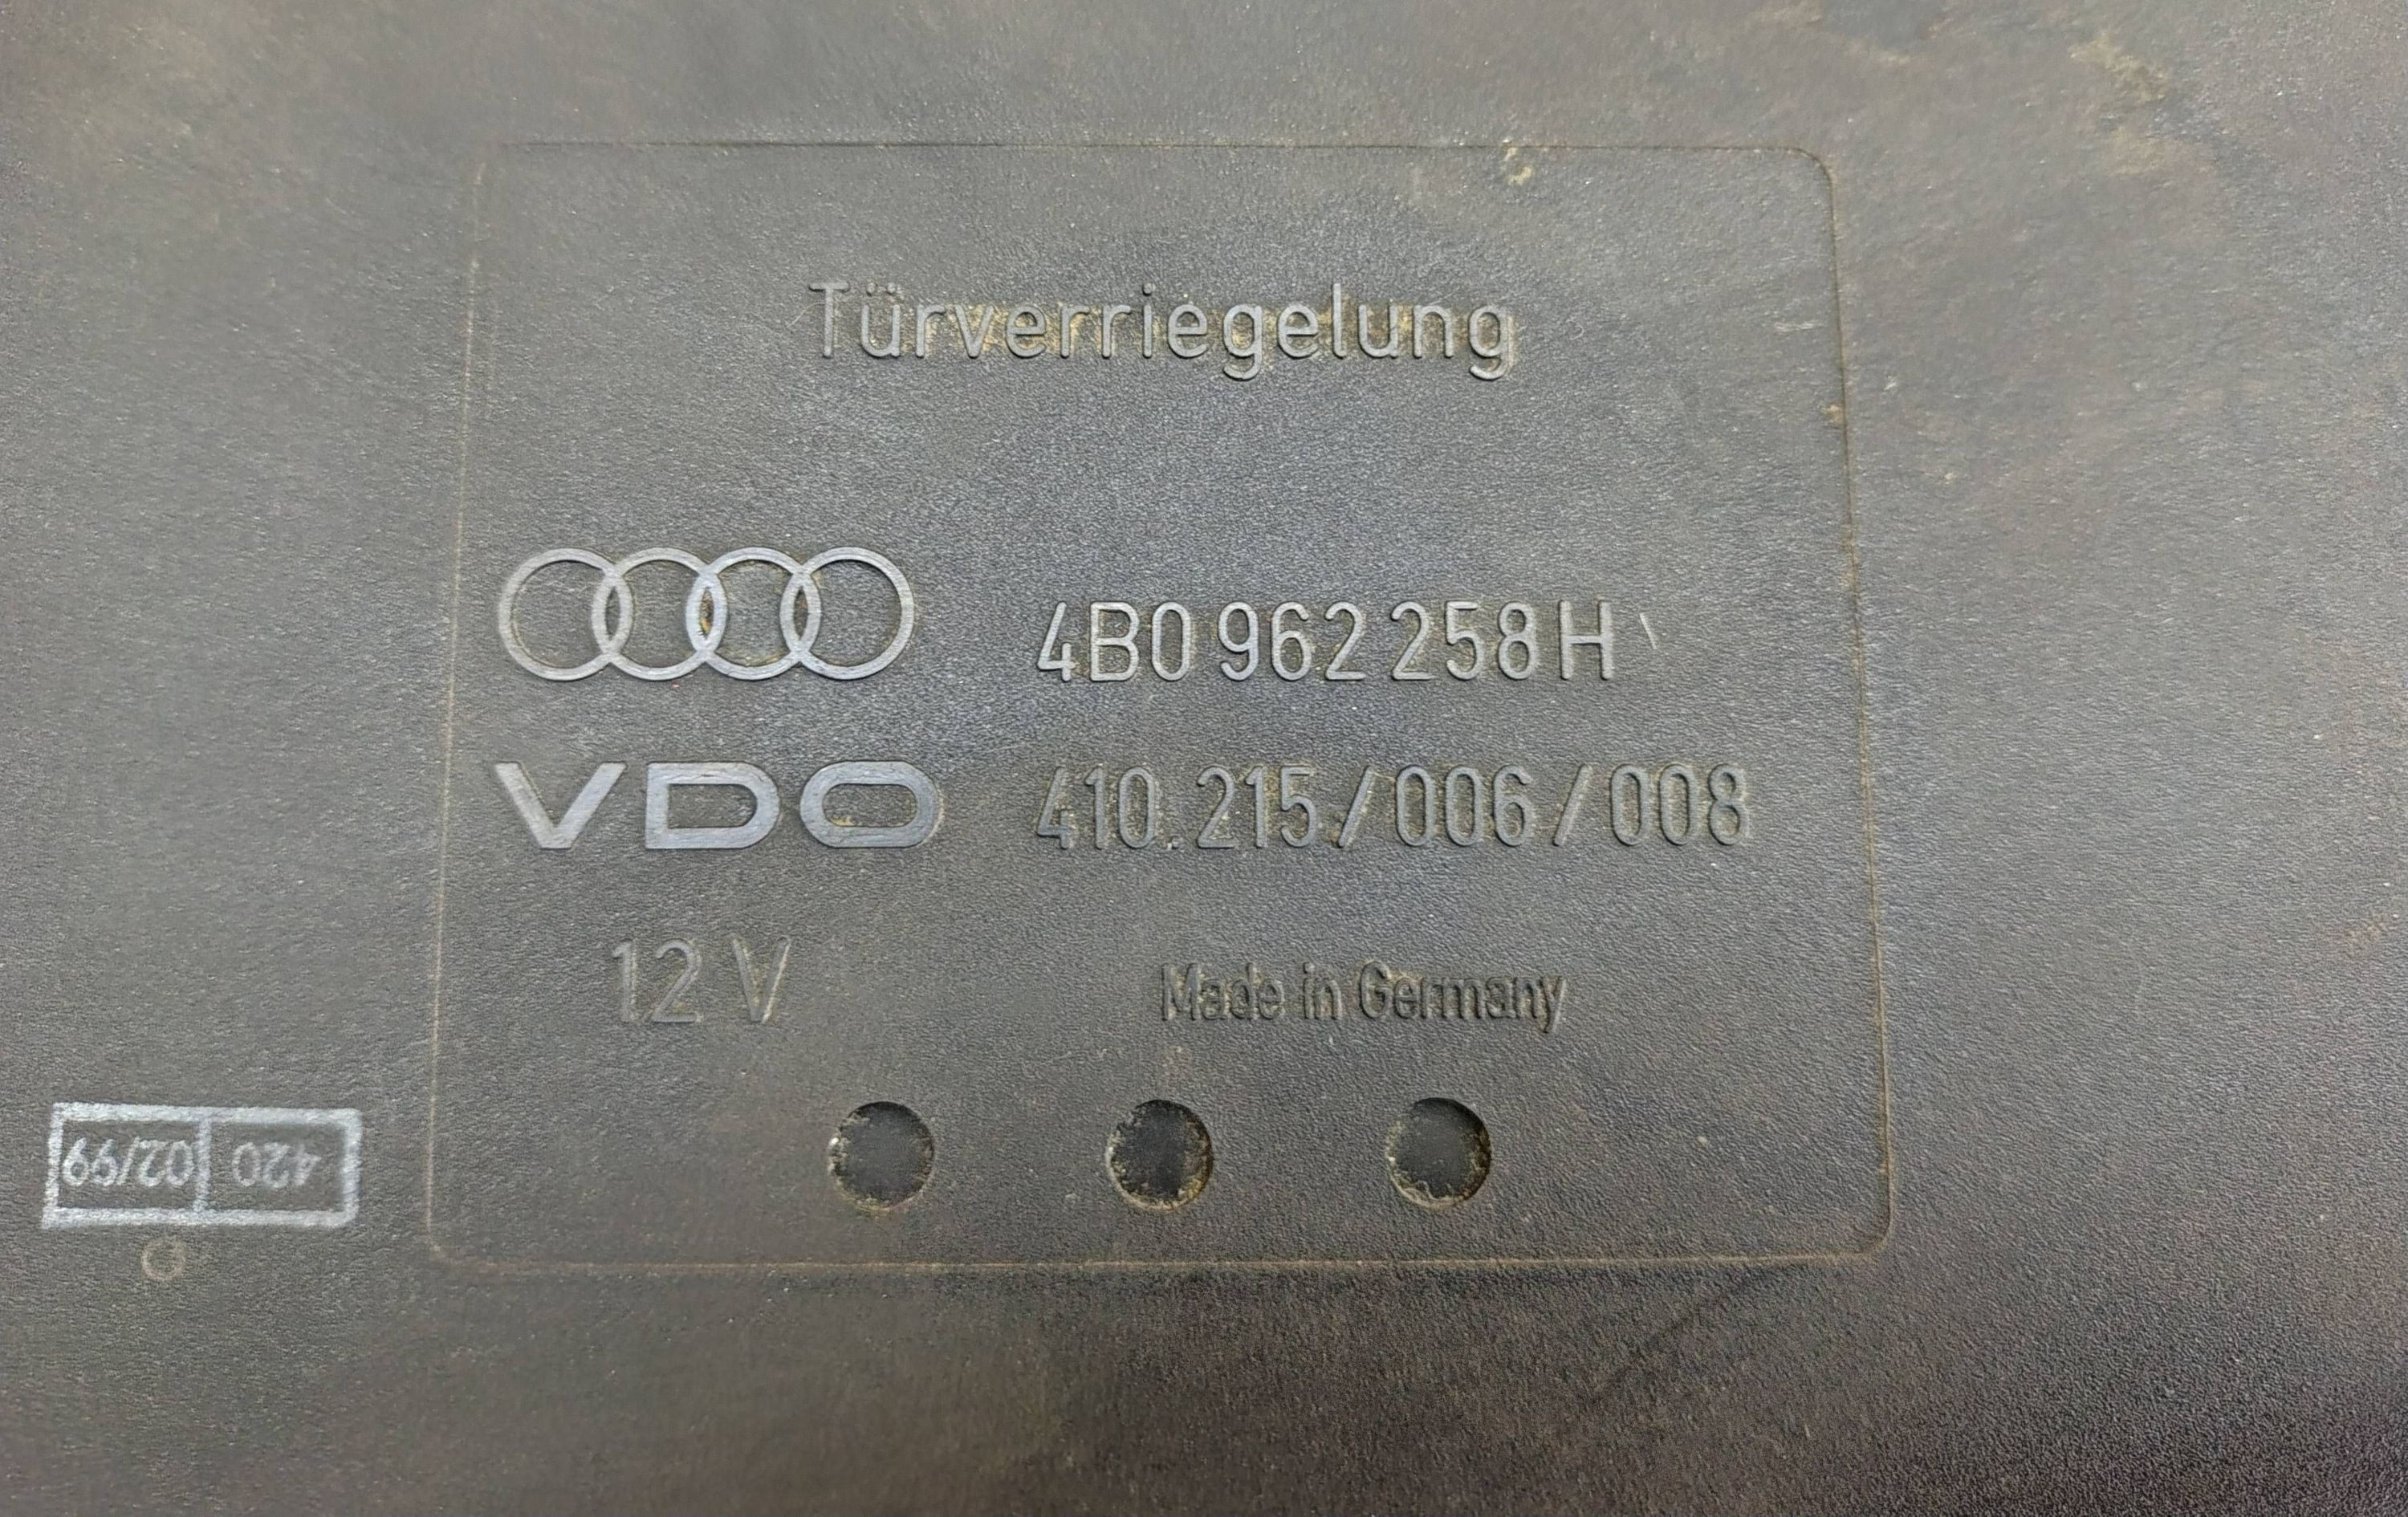 Türverriegelung
4B0 962 258 H
VDO 410.215/006/008
12 V Made in Germany
420 02/99